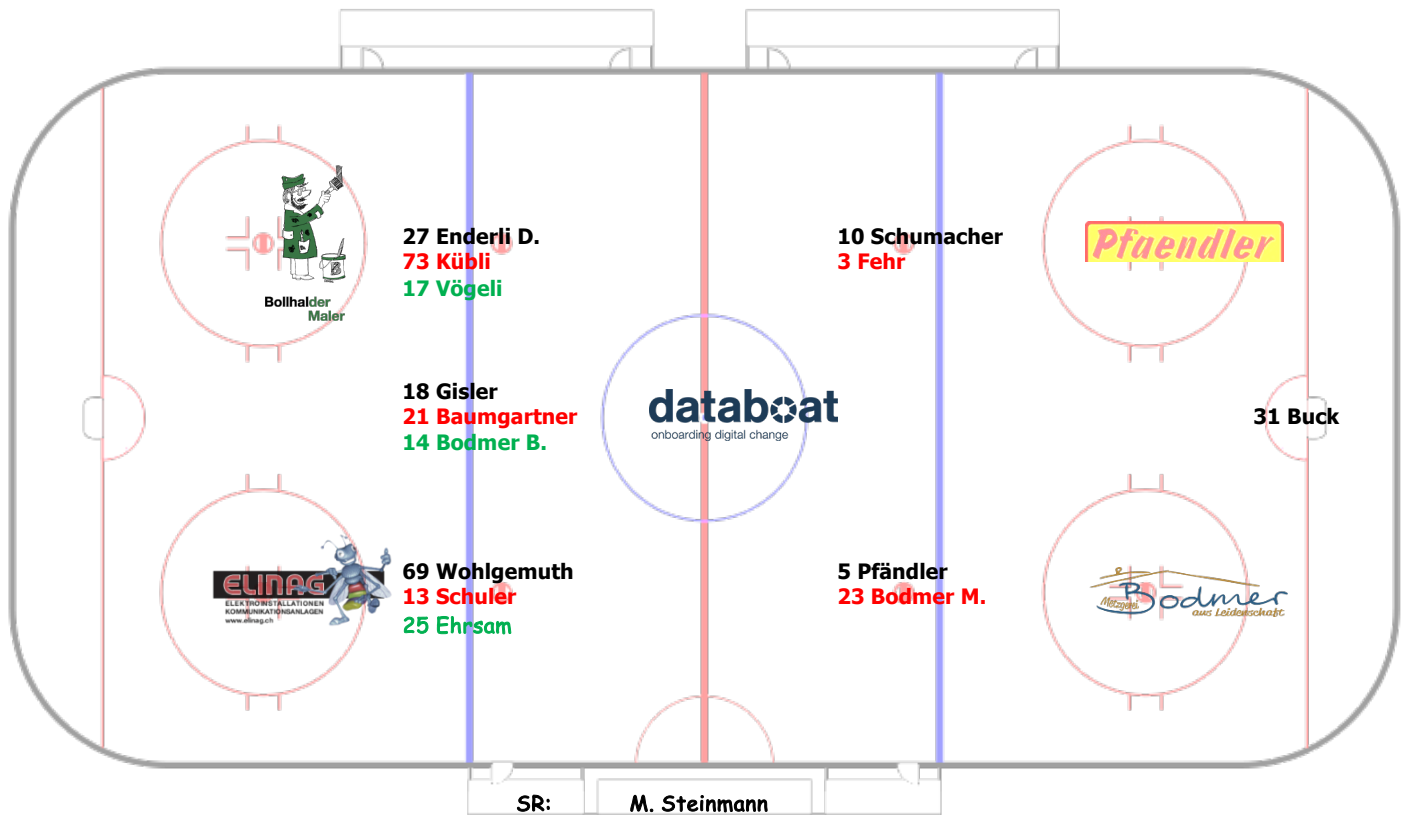 27 Enderli D.
73 Kübli
17 Vögeli
10 Schumacher
3 Fehr
Pfaendler
Bollhalder
Maler
18 Gisler
21 Baumgartner
14 Bodmer B.
databoat
onboarding digital change
31 Buck
ELINAG
ELEKTROINSTALLATIONEN
KOMMUNIKATIONSANLAGEN
www.elinag.ch
69 Wohlgemuth
13 Schuler
25 Ehrsam
5 Pfändler
23 Bodmer M.
Metzgerei Bodmer
aus Leidenschaft
SR: M. Steinmann